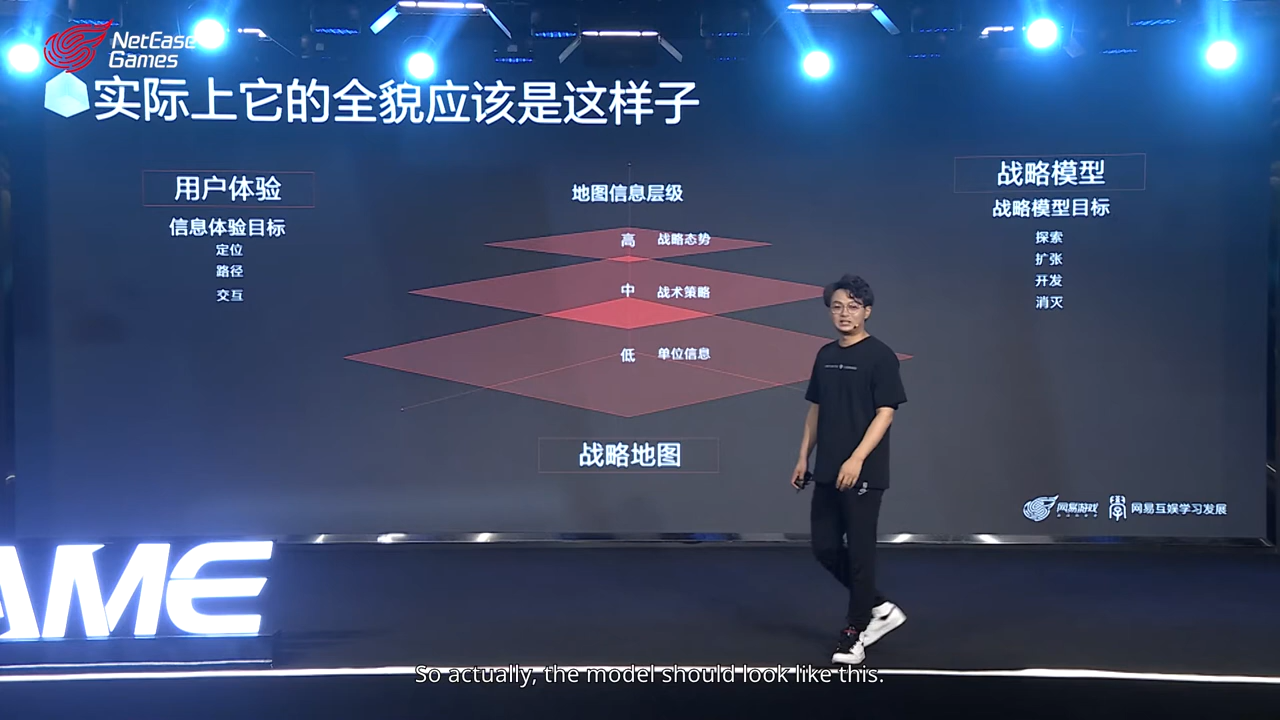 NetEase
Games
实际上它的全貌应该是这样子
用户体验
信息体验目标
定位
路径
交互
地图信息层级
高 战略态势
中 战术策略
低 单位信息
战略地图
战略模型
战略模型目标
探索
扩张
开发
消灭
网易游戏
网易互娱学习发展
AME
So actually, the model should look like this.